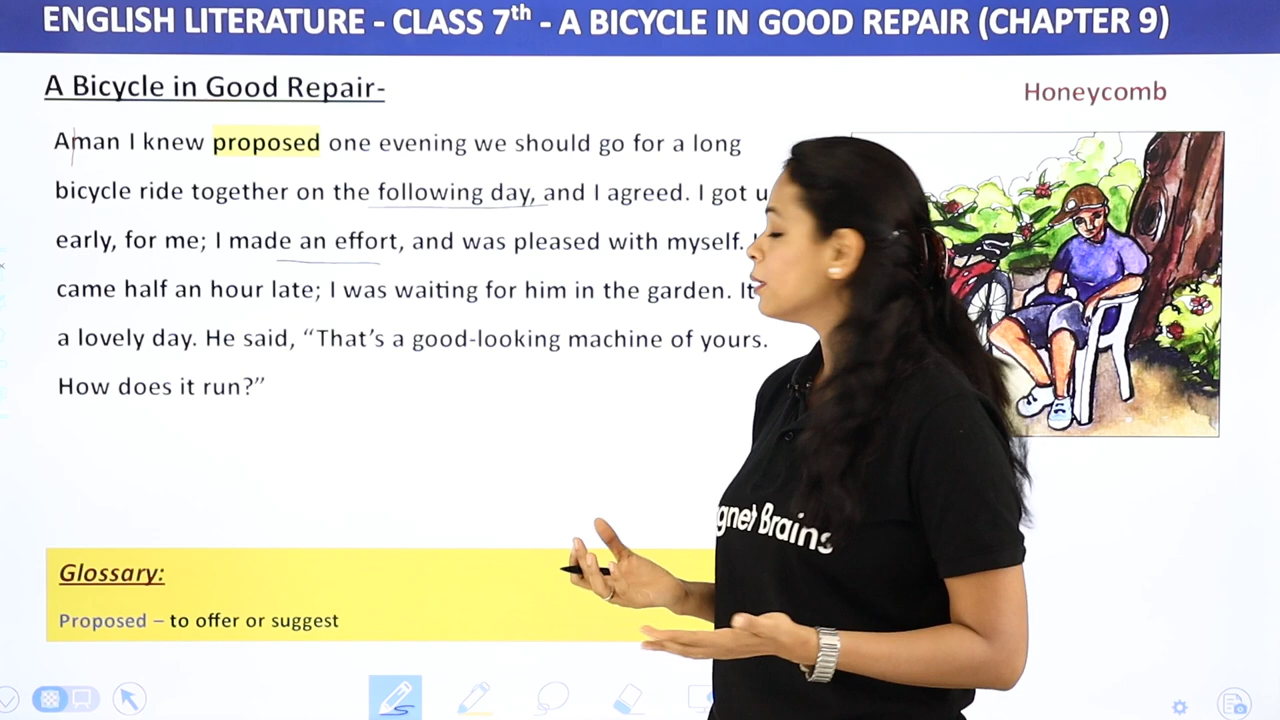 ENGLISH LITERATURE - CLASS 7th - A BICYCLE IN GOOD REPAIR (CHAPTER 9)
A Bicycle in Good Repair-
Honeycomb
Aman I knew proposed one evening we should go for a long
bicycle ride together on the following day, and I agreed. I got
early, for me; I made an effort, and was pleased with myself.
came half an hour late; I was waiting for him in the garden. It
a lovely day. He said, “That’s a good-looking machine of yours.
How does it run?”
Brains
Glossary:
Proposed – to offer or suggest